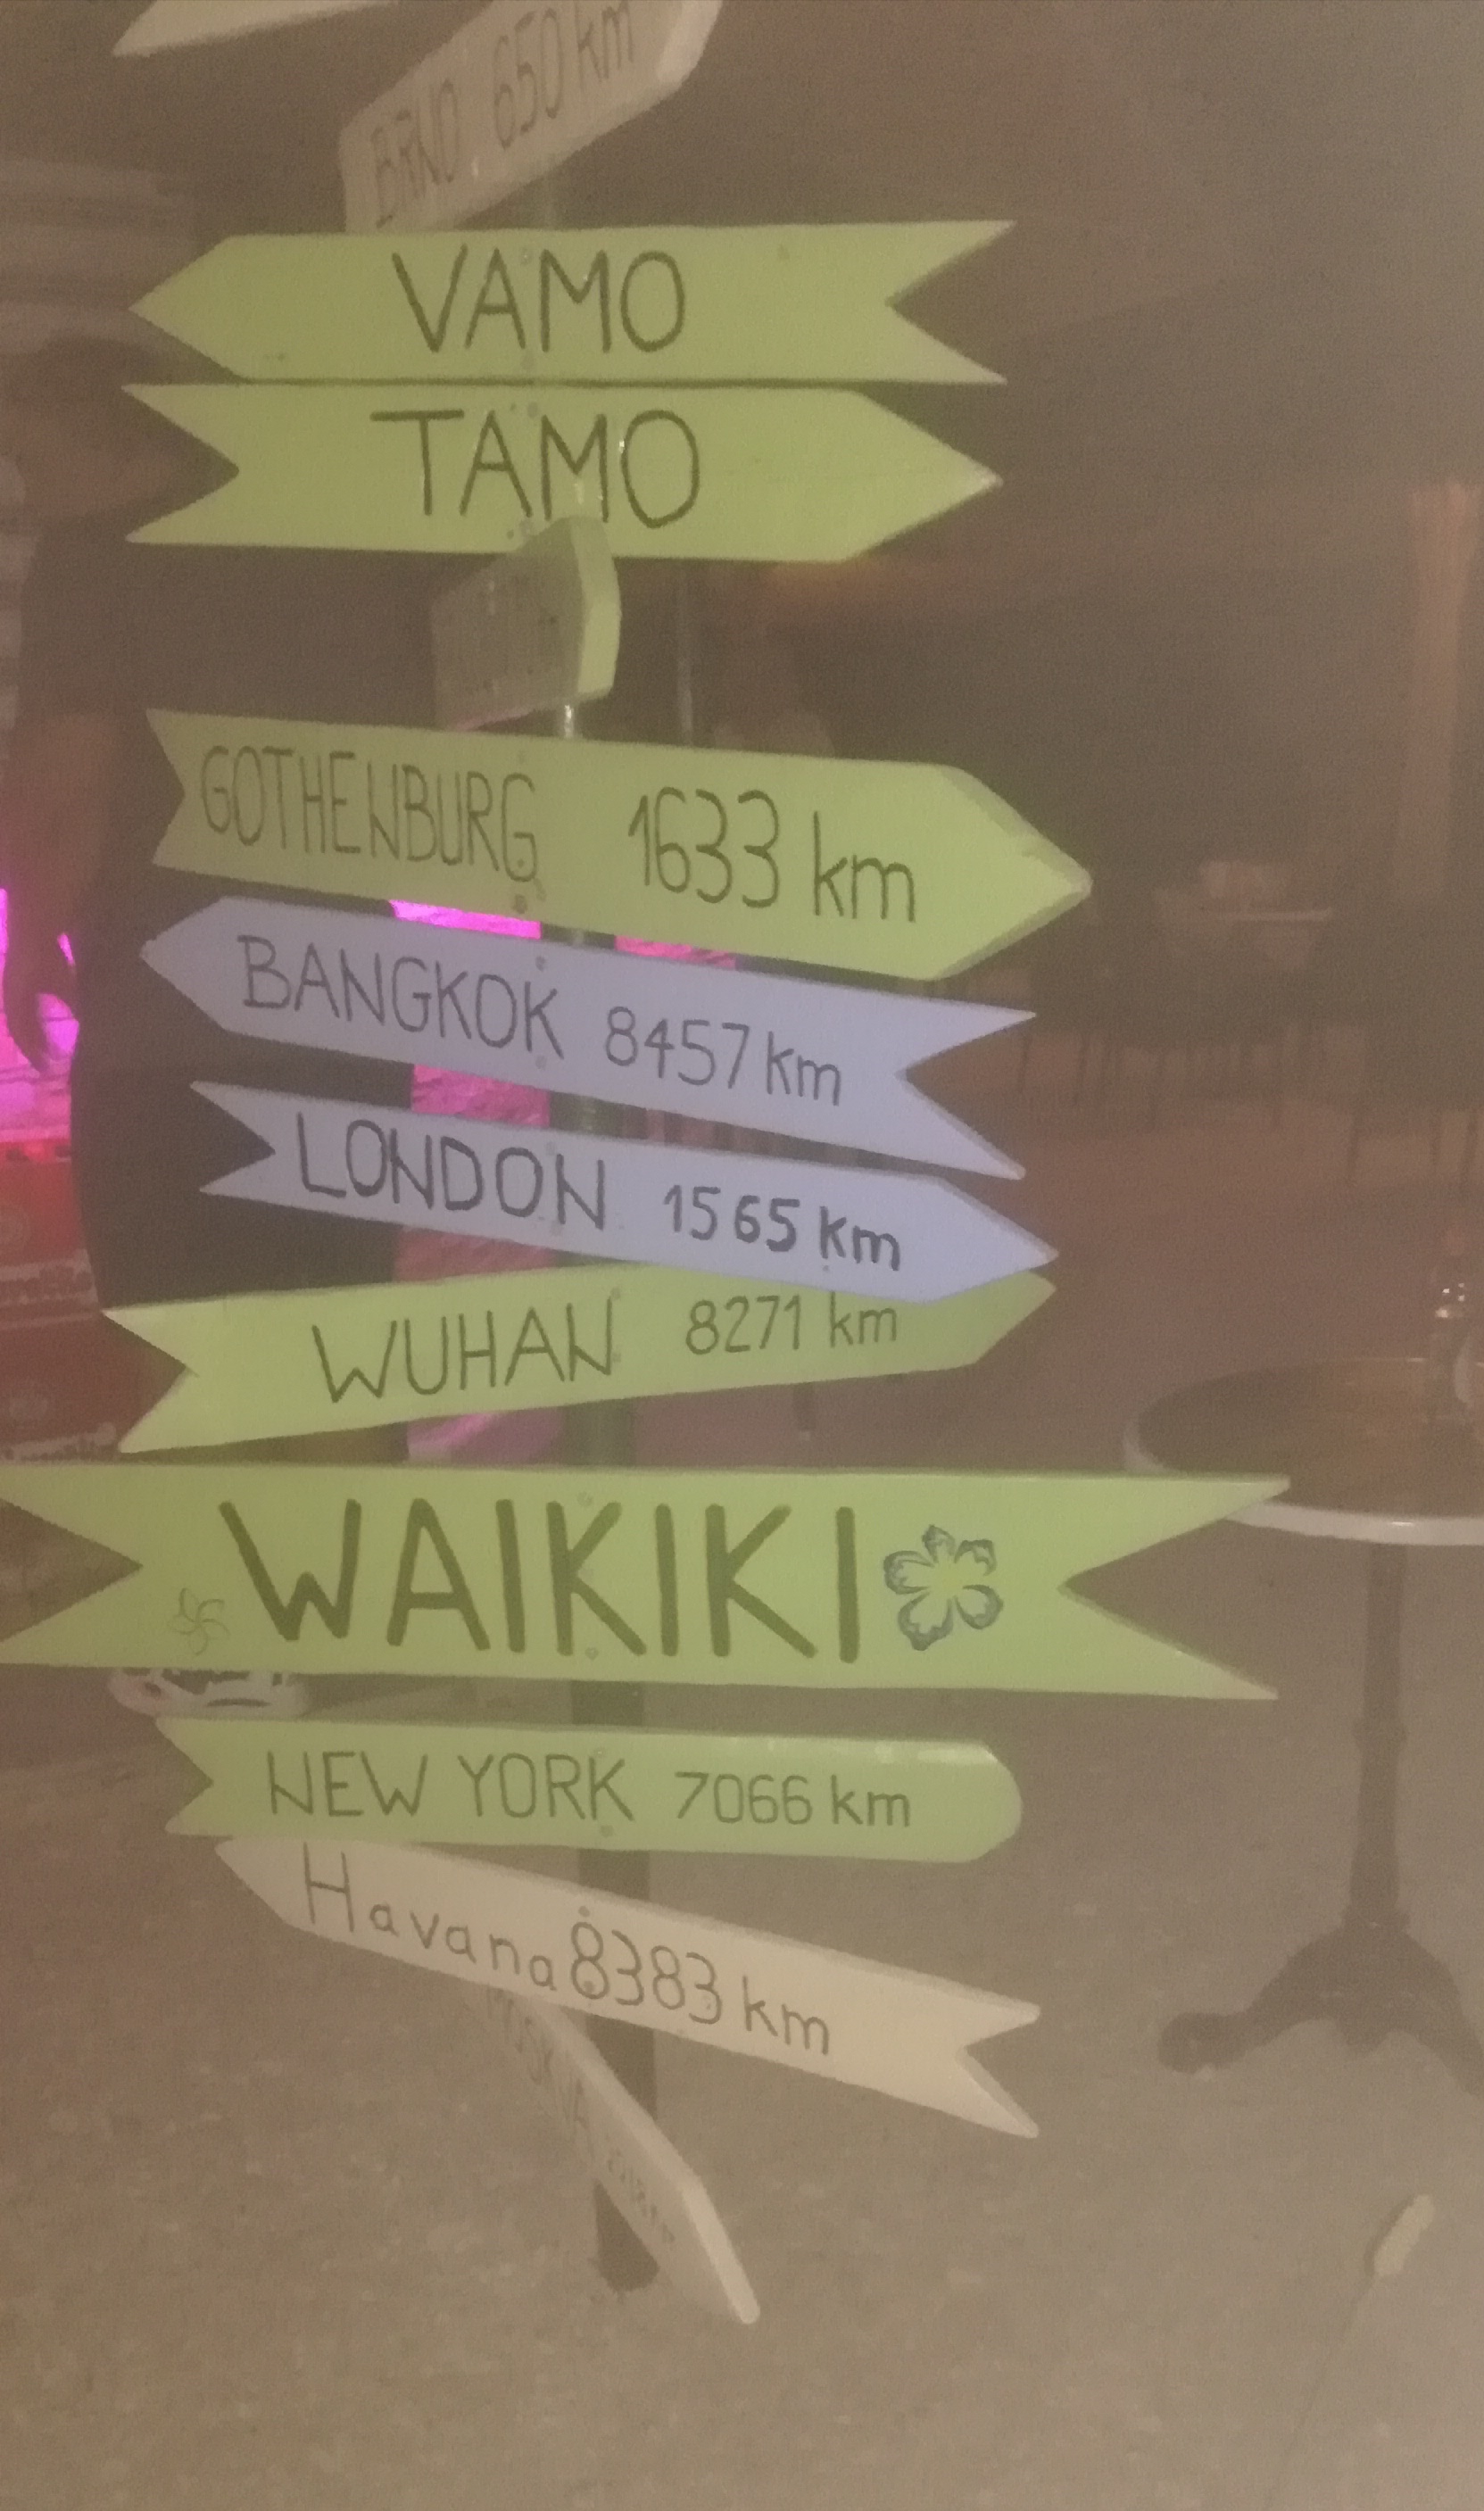 BRNO 650 km
VAMO
TAMO
GOTHENBURG 1633 km
BANGKOK 8457 km
LONDON 1565 km
WUHAN 8271 km
WAIKIKI
NEW YORK 7066 km
Havana 8383 km
MOSKVA